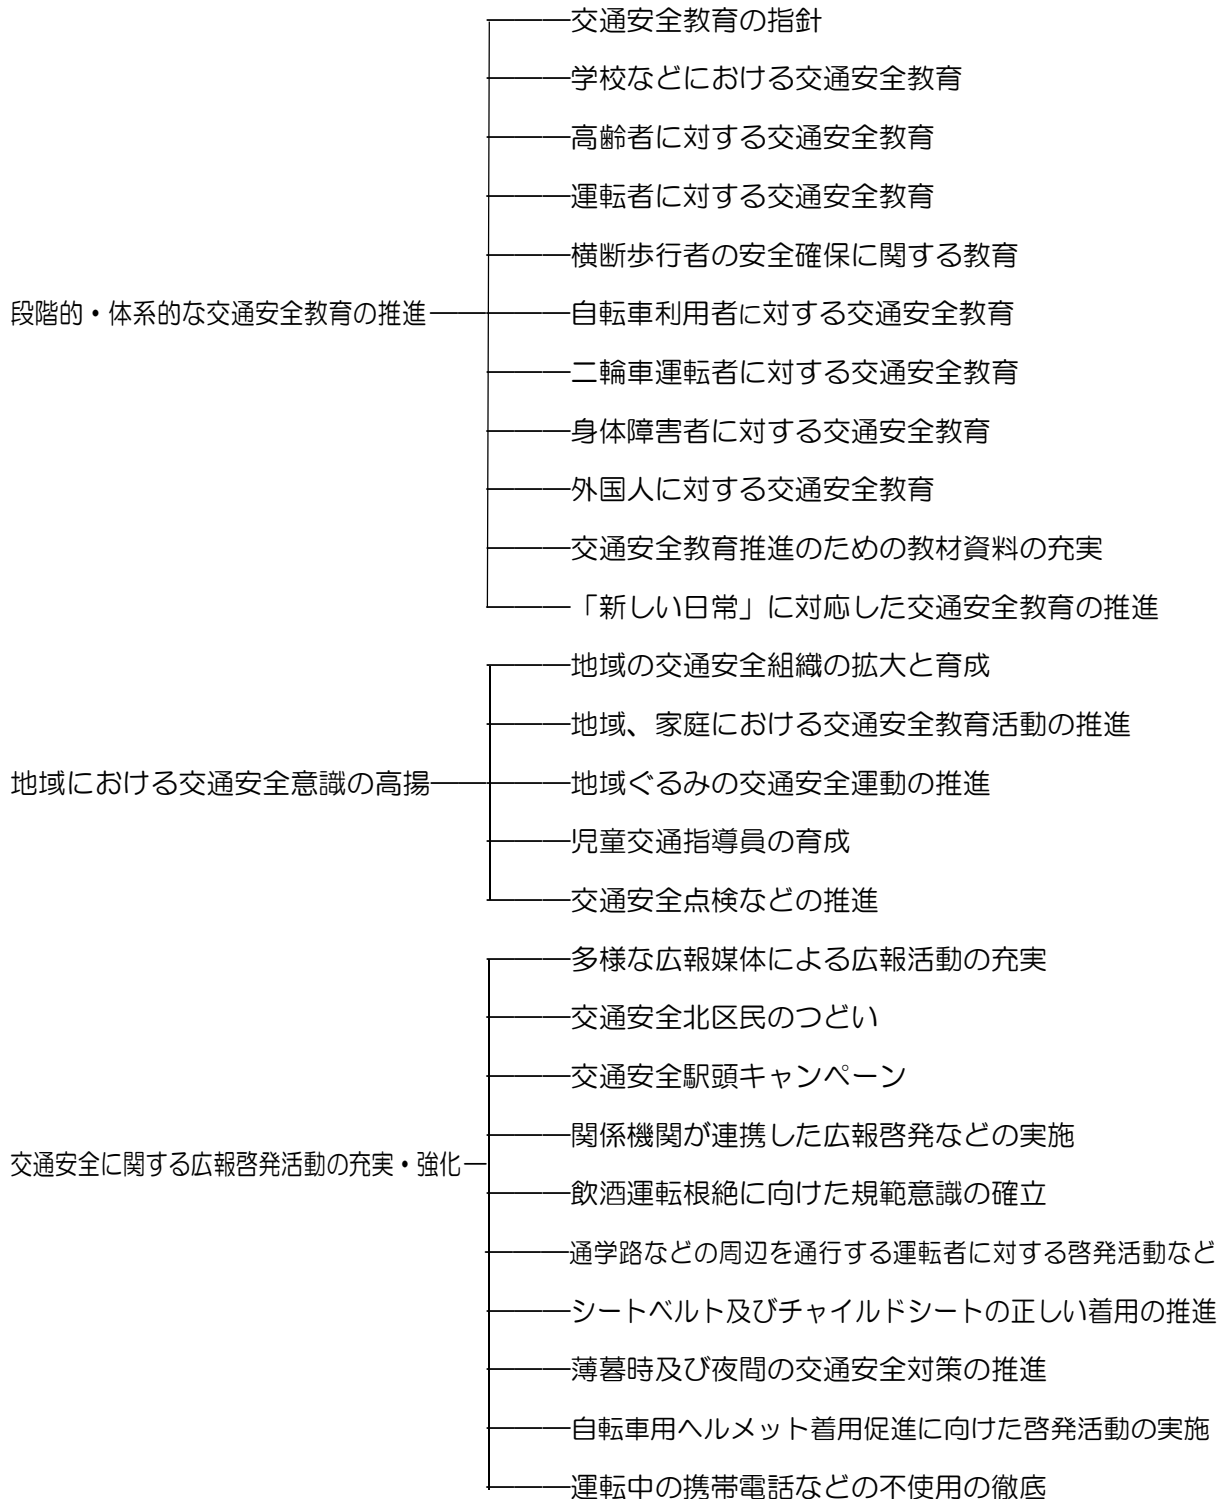 交通安全教育の指針
学校などにおける交通安全教育
高齢者に対する交通安全教育
運転者に対する交通安全教育
横断歩行者の安全確保に関する教育
段階的・体系的な交通安全教育の推進
自転車利用者に対する交通安全教育
二輪車運転者に対する交通安全教育
身体障害者に対する交通安全教育
外国人に対する交通安全教育
交通安全教育推進のための教材資料の充実
「新しい日常」に対応した交通安全教育の推進
地域の交通安全組織の拡大と育成
地域、家庭における交通安全教育活動の推進
地域における交通安全意識の高揚
地域ぐるみの交通安全運動の推進
児童交通指導員の育成
交通安全点検などの推進
多様な広報媒体による広報活動の充実
交通安全北区民のつどい
交通安全駅頭キャンペーン
関係機関が連携した広報啓発などの実施
交通安全に関する広報啓発活動の充実・強化
飲酒運転根絶に向けた規範意識の確立
通学路などの周辺を通行する運転者に対する啓発活動など
シートベルト及びチャイルドシートの正しい着用の推進
薄暮時及び夜間の交通安全対策の推進
自転車用ヘルメット着用促進に向けた啓発活動の実施
運転中の携帯電話などの不使用の徹底